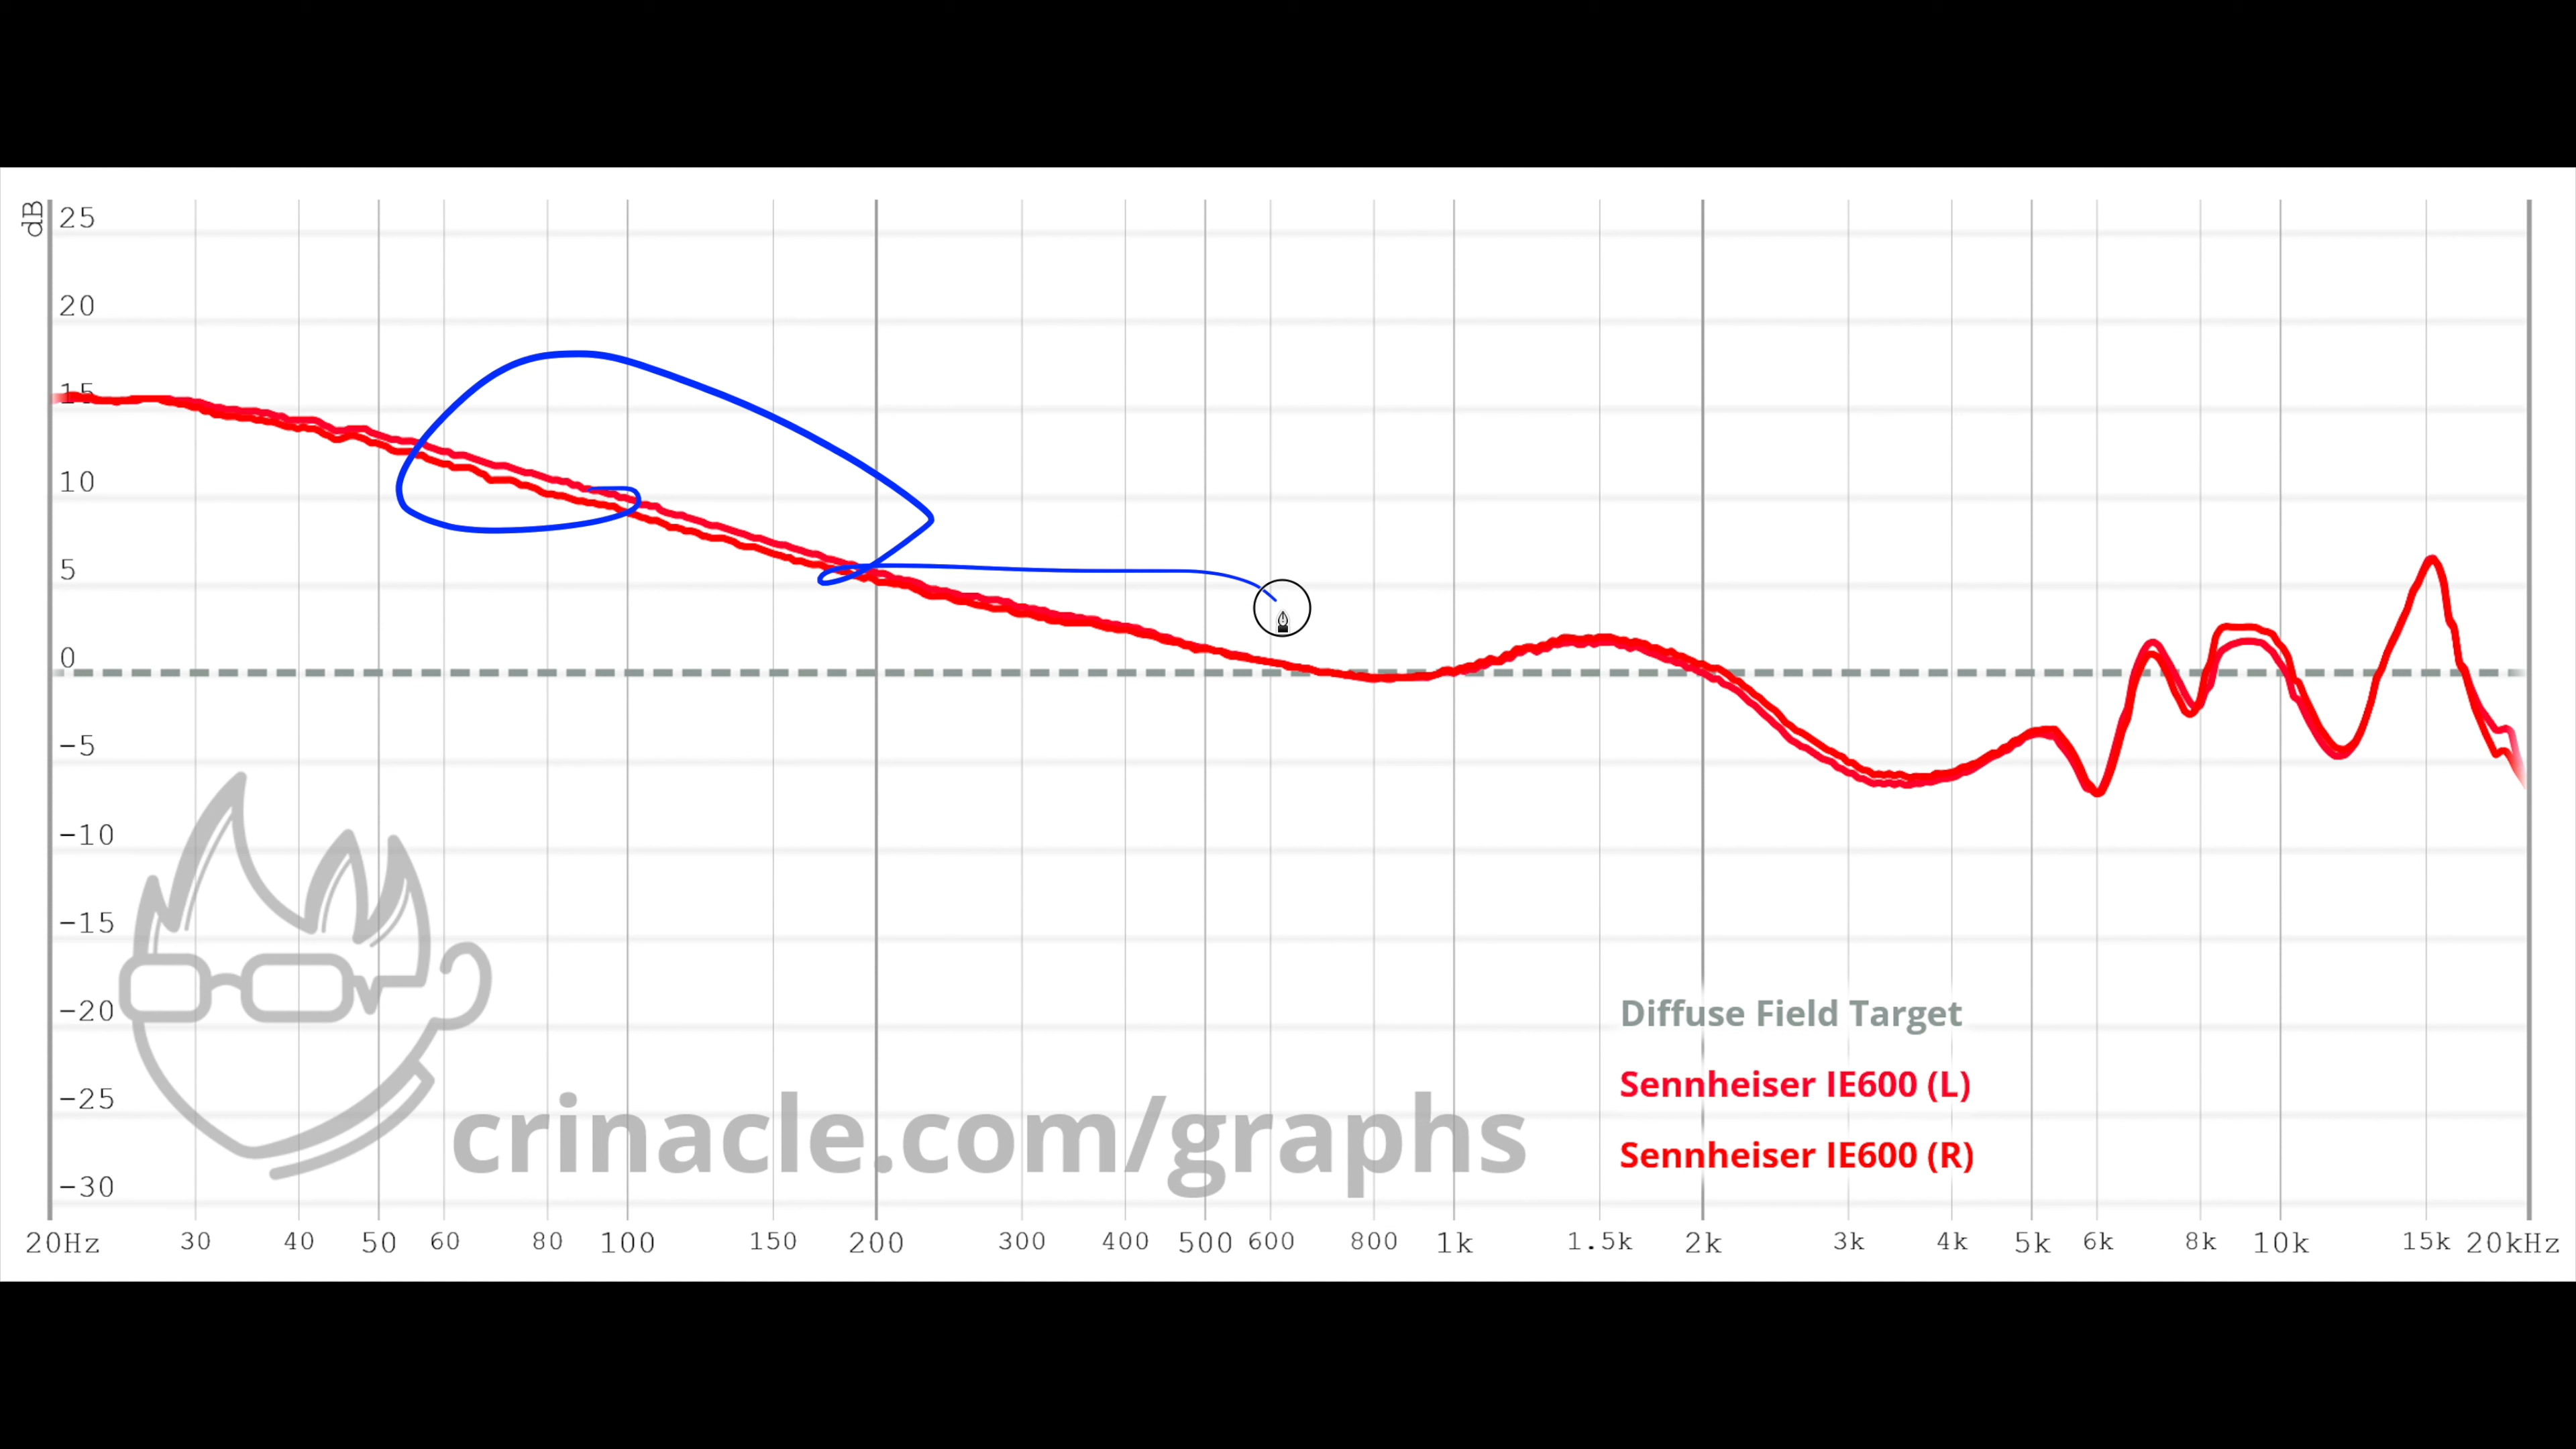 dB
25
20
15
10
5
0
-5
-10
-15
-20
-25
-30
Diffuse Field Target
Sennheiser IE600 (L)
Sennheiser IE600 (R)
crinacle.com/graphs
20Hz 30 40 50 60 80 100 150 200 300 400 500 600 800 1k 1.5k 2k 3k 4k 5k 6k 8k 10k 15k 20kHz